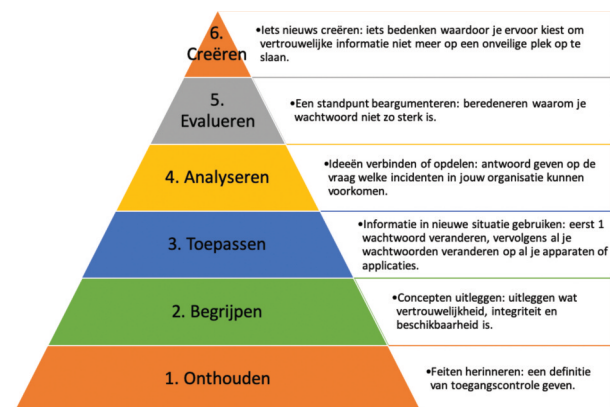 6.
Creëren
•Iets nieuws creëren: iets bedenken waardoor je ervoor kiest om
vertrouwelijke informatie niet meer op een onveilige plek op te
slaan.
5.
Evalueren
•Een standpunt beargumenteren: beredeneren waarom je
wachtwoord niet zo sterk is.
4. Analyseren
•Ideeën verbinden of opdelen: antwoord geven op de
vraag welke incidenten in jouw organisatie kunnen
voorkomen.
3. Toepassen
•Informatie in nieuwe situatie gebruiken: eerst 1
wachtwoord veranderen, vervolgens al je
wachtwoorden veranderen op al je apparaten of
applicaties.
2. Begrijpen
•Concepten uitleggen: uitleggen wat
vertrouwelijkheid, integriteit en
beschikbaarheid is.
1. Onthouden
•Feiten herinneren: een definitie
van toegangscontrole geven.